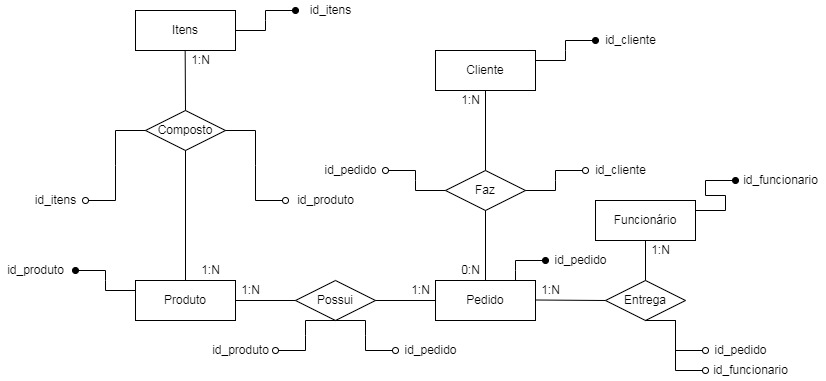 id_itens
Itens
1:N
id_cliente
Cliente
1:N
Composto
id_pedido
id_cliente
Faz
id_itens
id_produto
id_funcionario
Funcionário
1:N
id_produto
1:N
0:N
id_pedido
Produto
1:N
Possui
1:N
Pedido
1:N
Entrega
id_produto
id_pedido
id_pedido
id_funcionario